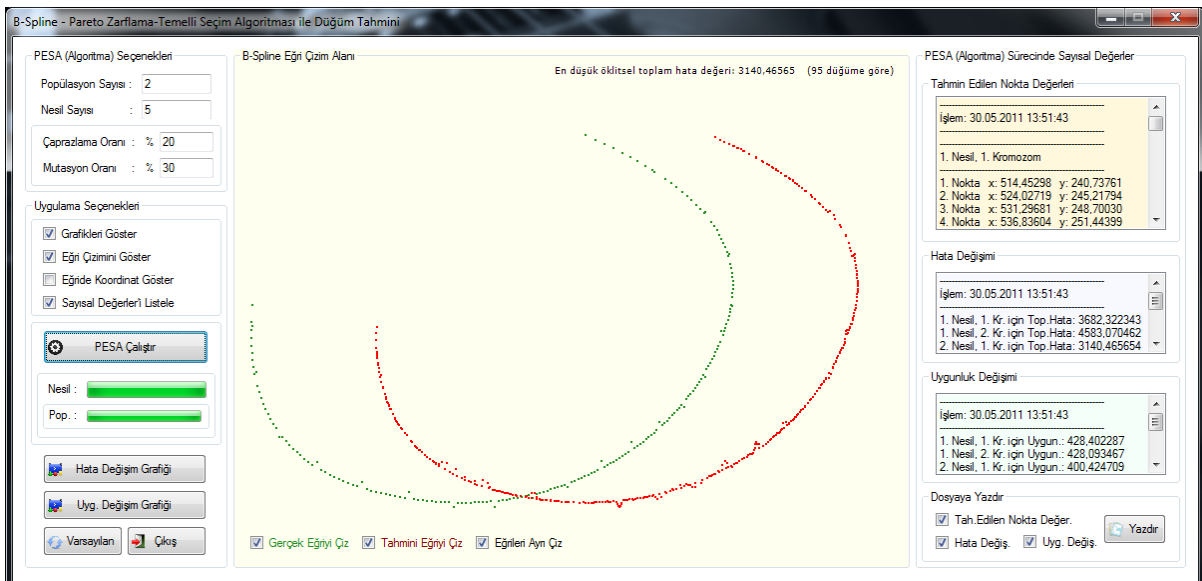 B-Spline - Pareto Zarflama-Temelli Seçim Algoritması ile Düğüm Tahmini
PESA (Algoritma) Seçenekleri
Popülasyon Sayısı : 2
Nesil Sayısı : 5
Çaprazlama Oranı : % 20
Mutasyon Oranı : % 30
Uygulama Seçenekleri
Grafikleri Göster
Eğri Çizimini Göster
Eğride Koordinat Göster
Sayısal Değerler'i Listele
PESA Çalıştır
Nesil :
Pop. :
Hata Değişim Grafiği
Uyg. Değişim Grafiği
Varsayılan
Çıkış
B-Spline Eğri Çizim Alanı
En düşük öklitsel toplam hata değeri: 3140,46565 (95 düğüme göre)
Gerçek Eğriyi Çiz
Tahmini Eğriyi Çiz
Eğrileri Ayrı Çiz
PESA (Algoritma) Sürecinde Sayısal Değerler
Tahmin Edilen Nokta Değerleri
------------------------------------------------------
İşlem: 30.05.2011 13:51:43
------------------------------------------------------
------------------------------------------------------
1. Nesil, 1. Kromozom
------------------------------------------------------
1. Nokta x: 514,45298 y: 240,73761
2. Nokta x: 524,02719 y: 245,21794
3. Nokta x: 531,29681 y: 248,70030
4. Nokta x: 536,83604 y: 251,44399
Hata Değişimi
------------------------------------------------------
İşlem: 30.05.2011 13:51:43
------------------------------------------------------
1. Nesil, 1. Kr. için Top.Hata: 3682,322343
1. Nesil, 2. Kr. için Top.Hata: 4583,070462
2. Nesil, 1. Kr. için Top.Hata: 3140,465654
Uygunluk Değişimi
------------------------------------------------------
İşlem: 30.05.2011 13:51:43
------------------------------------------------------
1. Nesil, 1. Kr. için Uygun.: 428,402287
1. Nesil, 2. Kr. için Uygun.: 428,093467
2. Nesil, 1. Kr. için Uygun.: 400,424709
Dosyaya Yazdır
Tah.Edilen Nokta Değer.
Hata Değiş.
Uyg. Değiş.
Yazdır